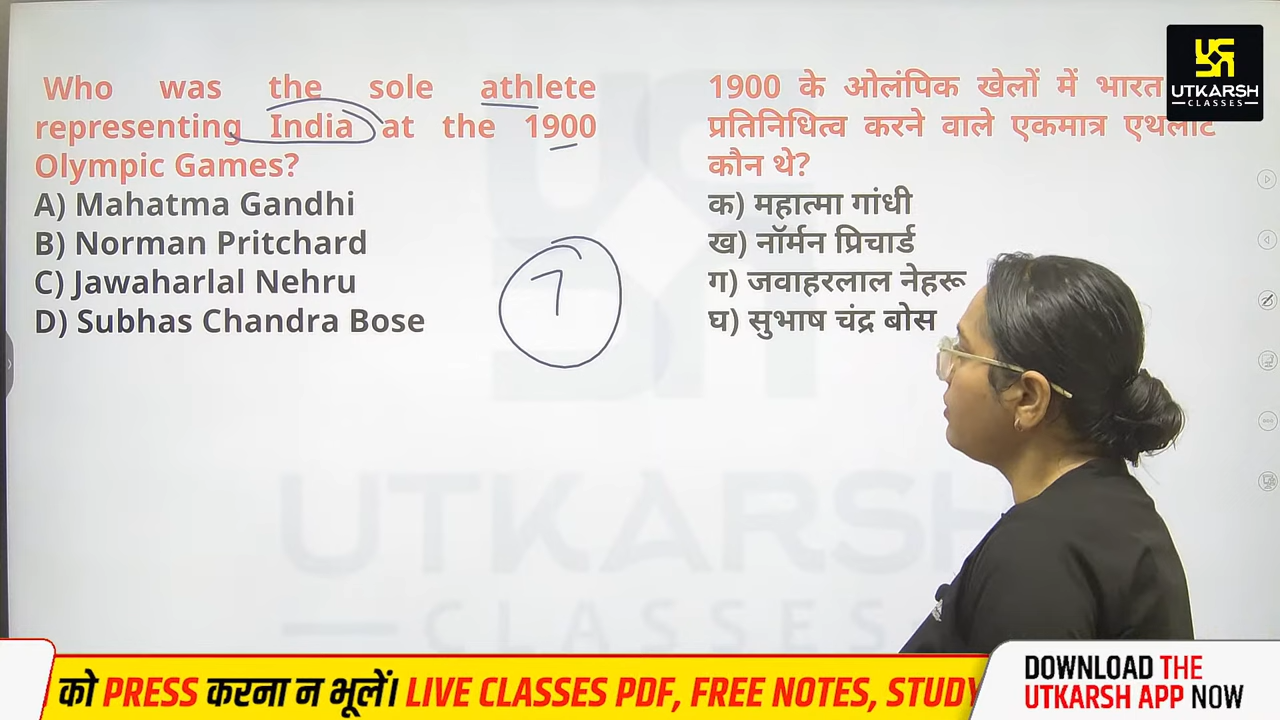 Who was the sole athlete
representing India at the 1900
Olympic Games?
A) Mahatma Gandhi
B) Norman Pritchard
C) Jawaharlal Nehru
D) Subhas Chandra Bose
7
1900 के ओलंपिक खेलों में भारत
प्रतिनिधित्व करने वाले एकमात्र एथलीट
कौन थे?
क) महात्मा गांधी
ख) नॉर्मन प्रिचार्ड
ग) जवाहरलाल नेहरू
घ) सुभाष चंद्र बोस
UTKARSH
CLASSES
UTKARSH
CLASSES
को PRESS करना न भूलें। LIVE CLASSES PDF, FREE NOTES, STUDY
DOWNLOAD THE
UTKARSH APP NOW